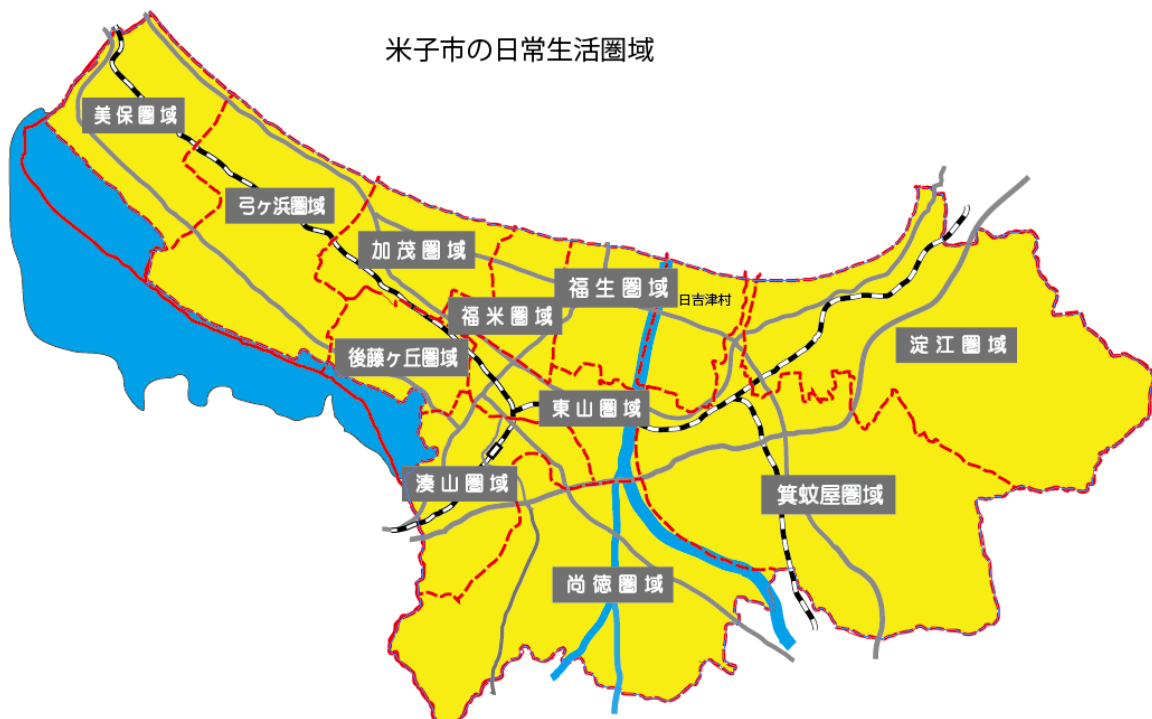 米子市の日常生活圏域
美保圏域
弓ヶ浜圏域
加茂圏域
福生圏域
日吉津村
福米圏域
淀江圏域
後藤ヶ丘圏域
東山圏域
湊山圏域
箕蚊屋圏域
尚徳圏域